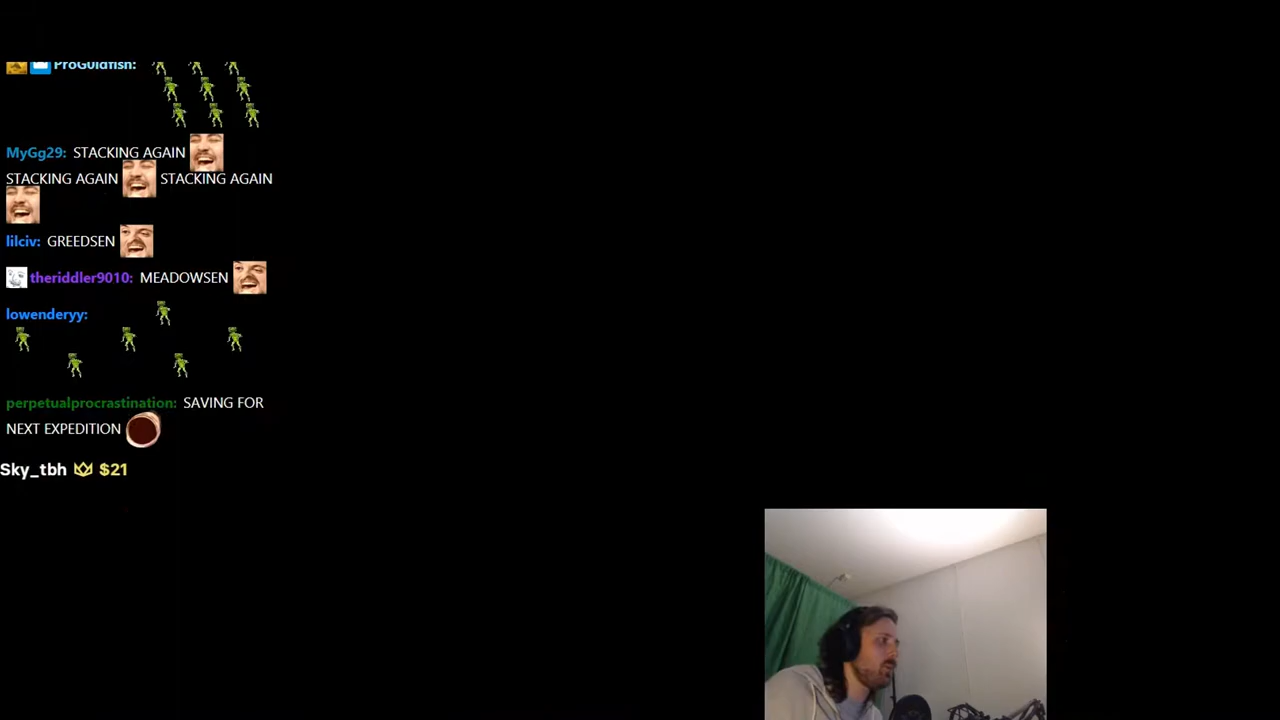 ProG0ldfish:
MyGg29: STACKING AGAIN
STACKING AGAIN STACKING AGAIN
lilciv: GREEDSEN
theriddler9010: MEADOWSEN
lowenderyy:
perpetualprocrastination: SAVING FOR
NEXT EXPEDITION
Sky_tbh $21